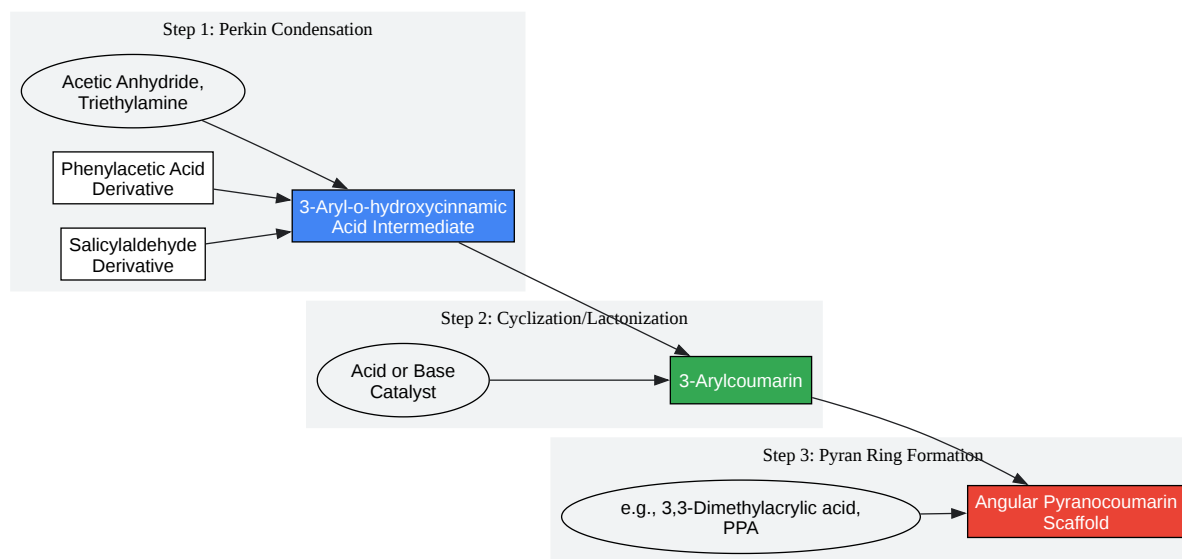 Step 1: Perkin Condensation
Acetic Anhydride,
Triethylamine
Phenylacetic Acid
Derivative
3-Aryl-o-hydroxycinnamic
Acid Intermediate
Salicylaldehyde
Derivative
Step 2: Cyclization/Lactonization
Acid or Base
Catalyst
3-Arylcoumarin
Step 3: Pyran Ring Formation
e.g., 3,3-Dimethylacrylic acid,
PPA
Angular Pyranocoumarin
Scaffold